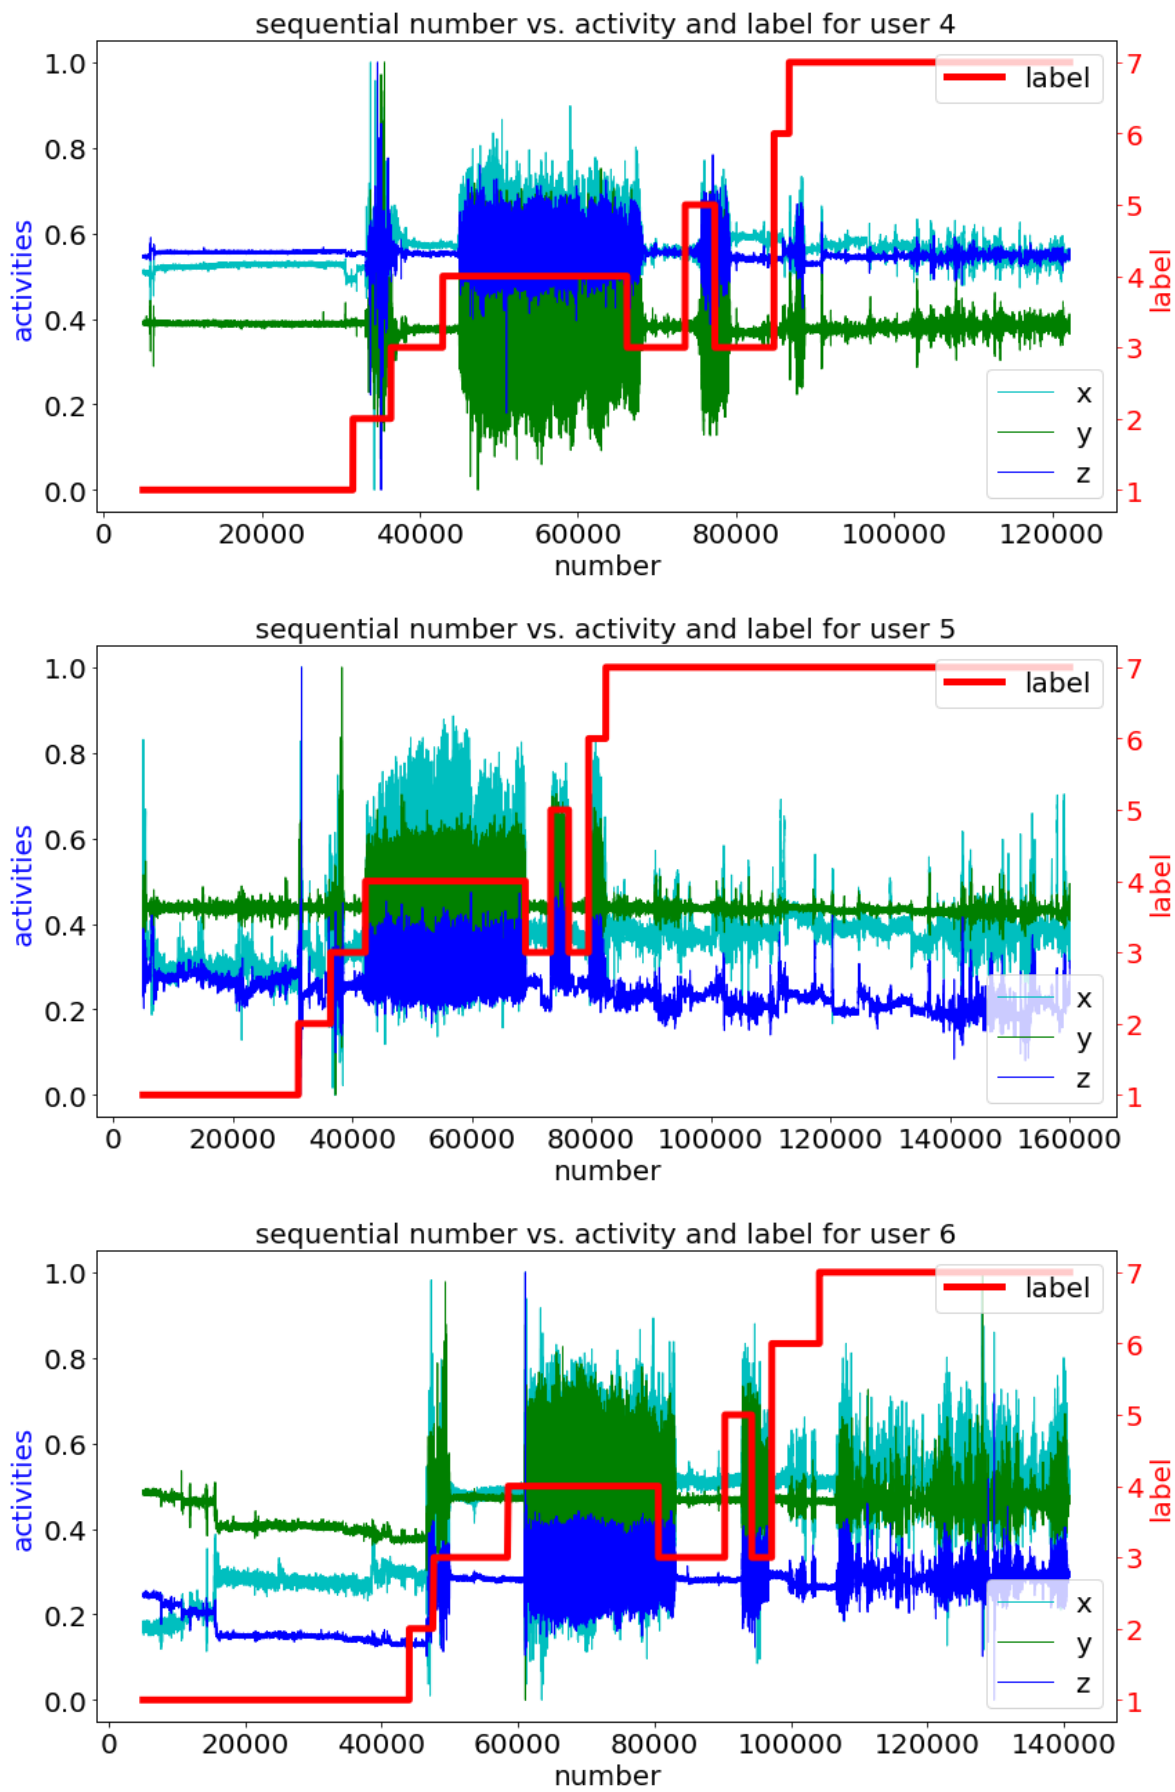 sequential number vs. activity and label for user 4
1.0
0.8
0.6
0.4
0.2
0.0
activities
7
6
5
4
3
2
1
label
label
x
y
z
0 20000 40000 60000 80000 100000 120000
number
sequential number vs. activity and label for user 5
1.0
0.8
0.6
0.4
0.2
0.0
activities
7
6
5
4
3
2
1
label
label
x
y
z
0 20000 40000 60000 80000 100000 120000 140000 160000
number
sequential number vs. activity and label for user 6
1.0
0.8
0.6
0.4
0.2
0.0
activities
7
6
5
4
3
2
1
label
label
x
y
z
0 20000 40000 60000 80000 100000 120000 140000
number